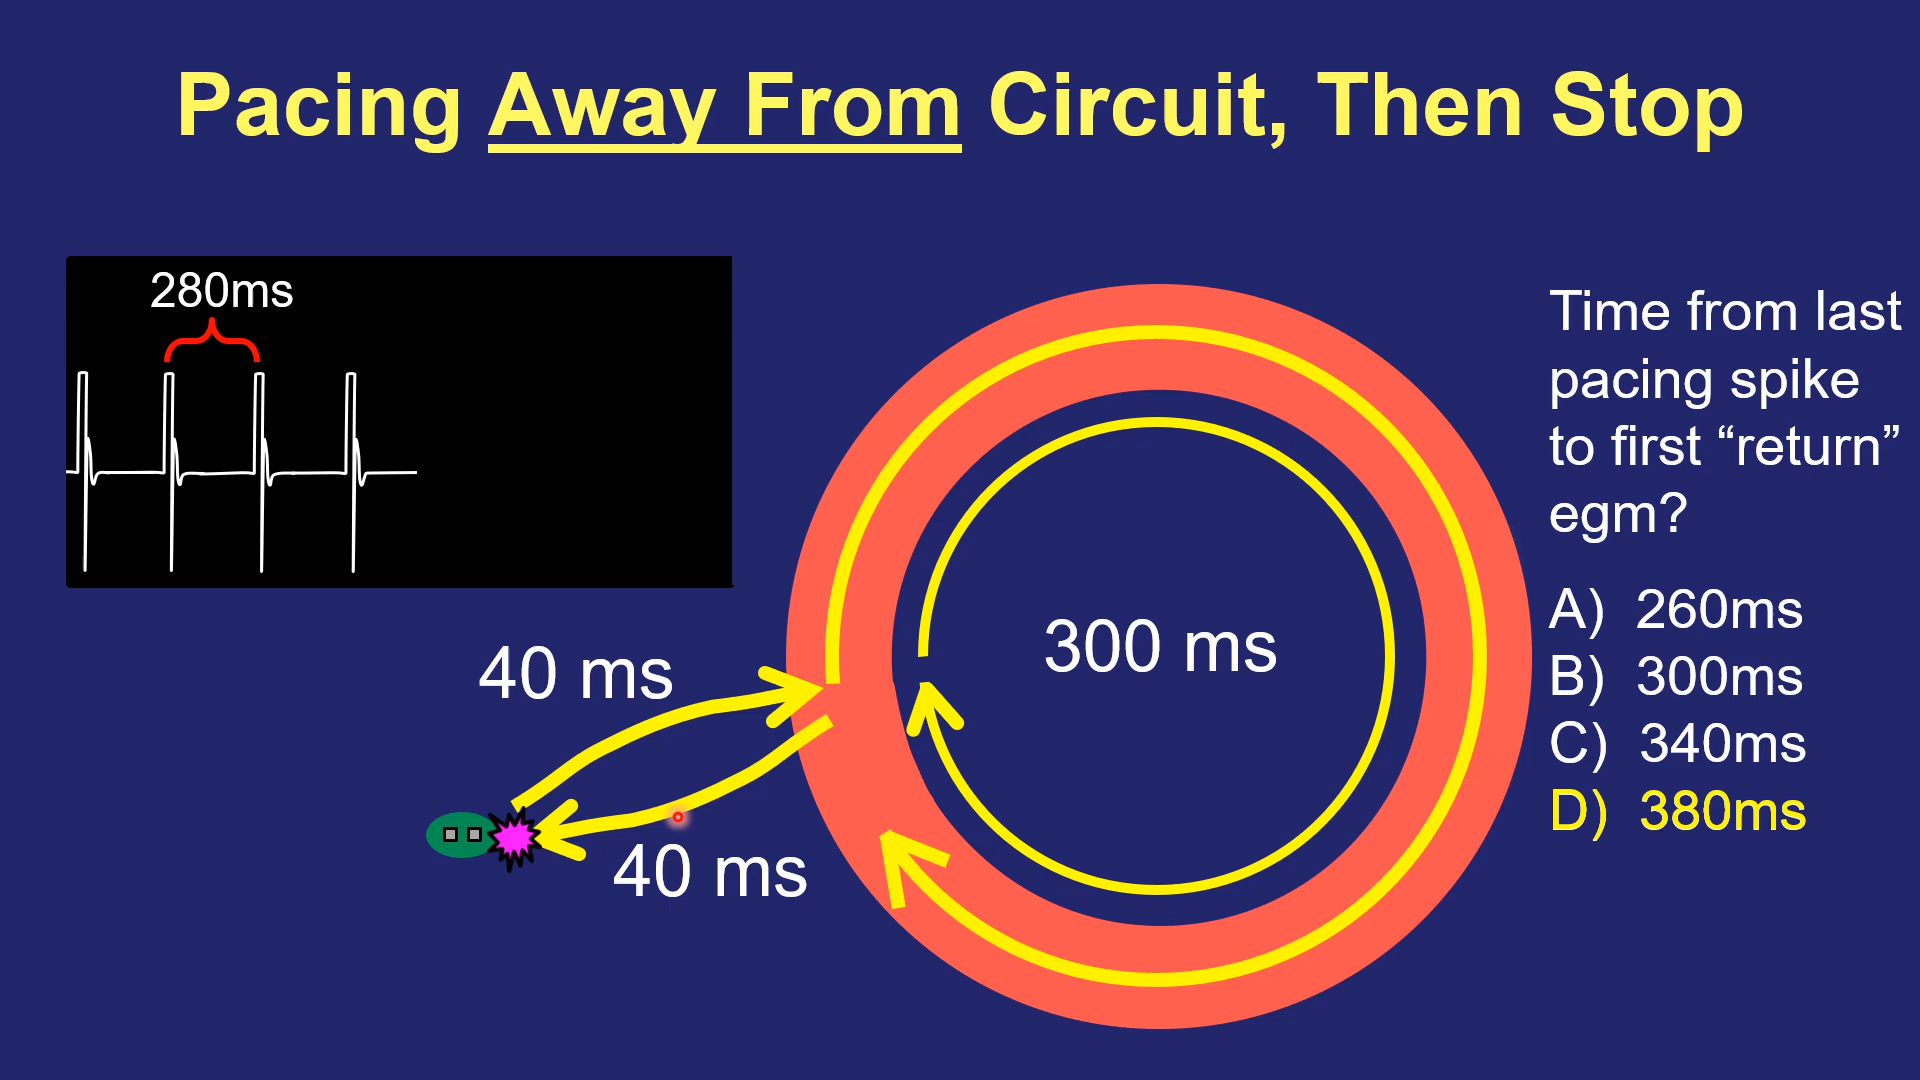 Pacing Away From Circuit, Then Stop
280ms
40 ms
40 ms
300 ms
Time from last
pacing spike
to first “return”
egm?
A) 260ms
B) 300ms
C) 340ms
D) 380ms